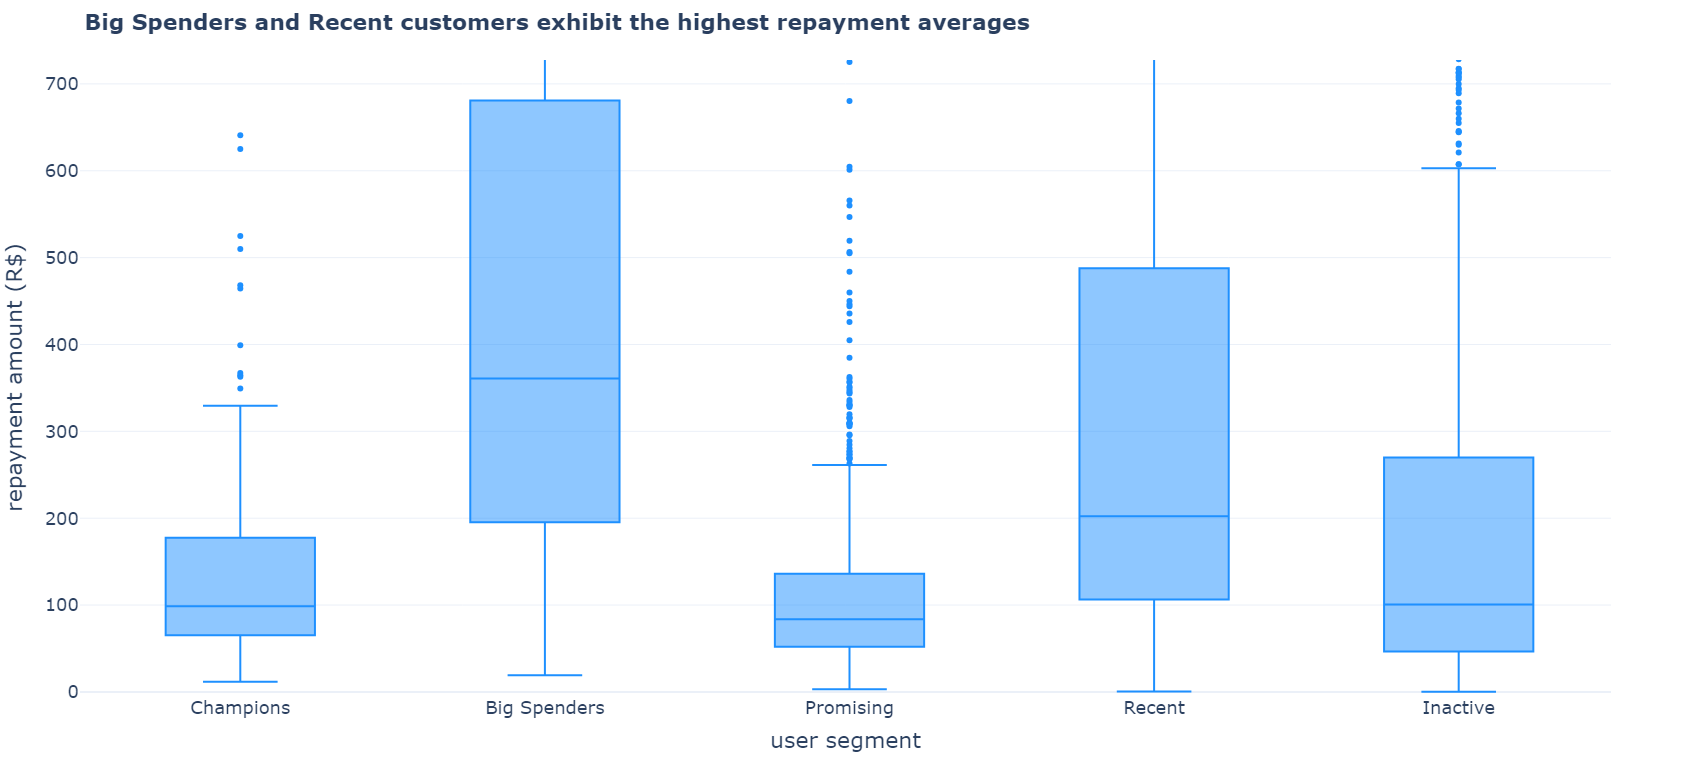 Big Spenders and Recent customers exhibit the highest repayment averages
repayment amount (R$)
700
600
500
400
300
200
100
0
Champions
Big Spenders
Promising
Recent
Inactive
user segment